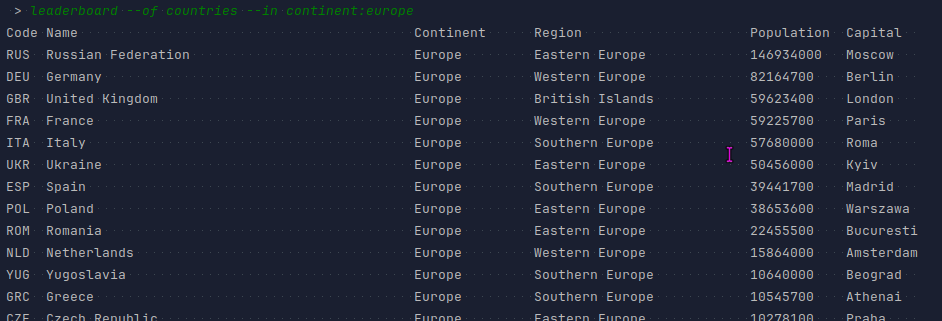 > leaderboard --of countries --in continent:europe
Code Name Continent Region Population Capital
RUS Russian Federation Europe Eastern Europe 146934000 Moscow
DEU Germany Europe Western Europe 82164700 Berlin
GBR United Kingdom Europe British Islands 59623400 London
FRA France Europe Western Europe 59225700 Paris
ITA Italy Europe Southern Europe 57680000 Roma
UKR Ukraine Europe Eastern Europe 50456000 Kyiv
ESP Spain Europe Southern Europe 39441700 Madrid
POL Poland Europe Eastern Europe 38653600 Warszawa
ROM Romania Europe Eastern Europe 22455500 Bucuresti
NLD Netherlands Europe Western Europe 15864000 Amsterdam
YUG Yugoslavia Europe Southern Europe 10640000 Beograd
GRC Greece Europe Southern Europe 10545700 Athenai
CZE Czech Republic Europe Eastern Europe 10278100 Praha